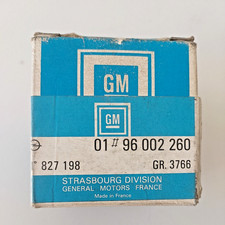 GM
GM
01 96 002 260
827 198 GR. 3766
STRASBOURG DIVISION
GENERAL MOTORS FRANCE
Made in France